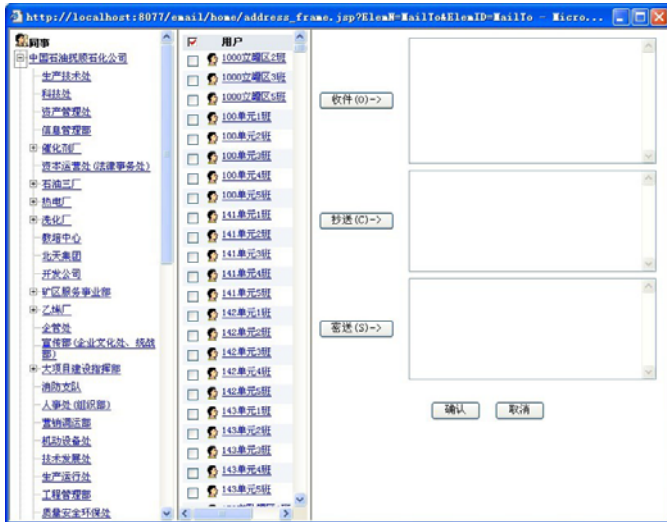 http://localhost:8077/email/home/address_frame.jsp?ElemN=MailTo&ElemID=MailTo - Micro...
同事
中国石油抚顺石化公司
生产技术处
科技处
资产管理处
信息管理部
催化剂厂
资本运营处(法律事务处)
石油三厂
热电厂
洗化厂
数据中心
北天集团
开发公司
矿区服务事业部
乙烯厂
企管处
宣传部(企业文化处、统战部)
大项目建设指挥部
消防支队
人事处(组织部)
营销调运部
机动设备处
技术发展处
生产运行处
工程管理部
质量安全环保处
用户
1000立罐区2班
1000立罐区3班
1000立罐区5班
100单元1班
100单元2班
100单元3班
100单元4班
100单元5班
141单元1班
141单元2班
141单元3班
141单元4班
141单元5班
142单元1班
142单元2班
142单元3班
142单元4班
142单元5班
143单元1班
143单元2班
143单元3班
143单元4班
143单元5班
收件(O)->
抄送(C)->
密送(S)->
确认
取消